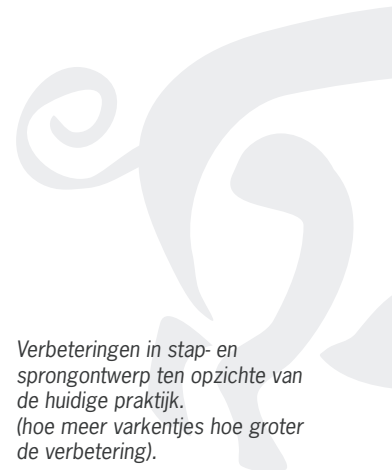 Verbeteringen in stap- en
sprongontwerp ten opzichte van
de huidige praktijk.
(hoe meer varkentjes hoe groter
de verbetering).